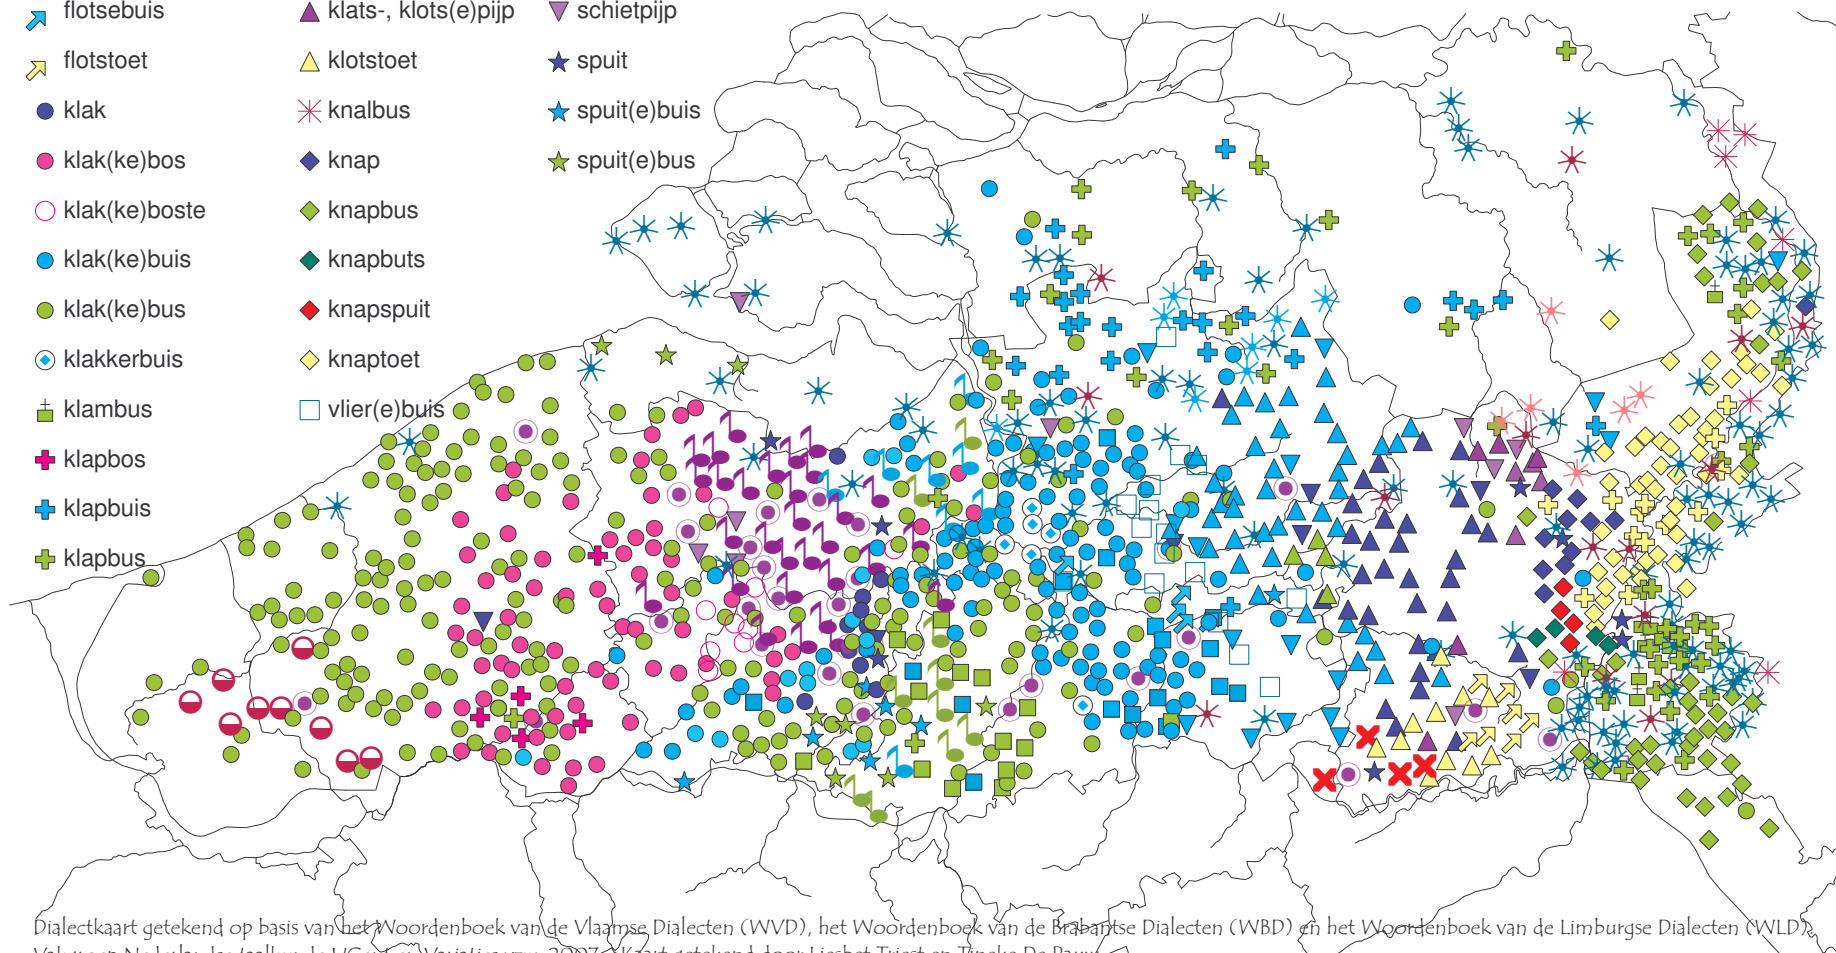 flotsebuis
flotstoet
klak
klak(ke)bos
klak(ke)boste
klak(ke)buis
klak(ke)bus
klakkerbuis
klambus
klapbos
klapbuis
klapbus
klats-, klots(e)pijp
klotstoet
knalbus
knap
knapbus
knapbuts
knapspuit
knaptoet
vlier(e)buis
schietpijp
spuit
spuit(e)buis
spuit(e)bus
Dialectkaart getekend op basis van het Woordenboek van de Vlaamse Dialecten (WVD), het Woordenboek van de Brabantse Dialecten (WBD) en het Woordenboek van de Limburgse Dialecten (WLD)